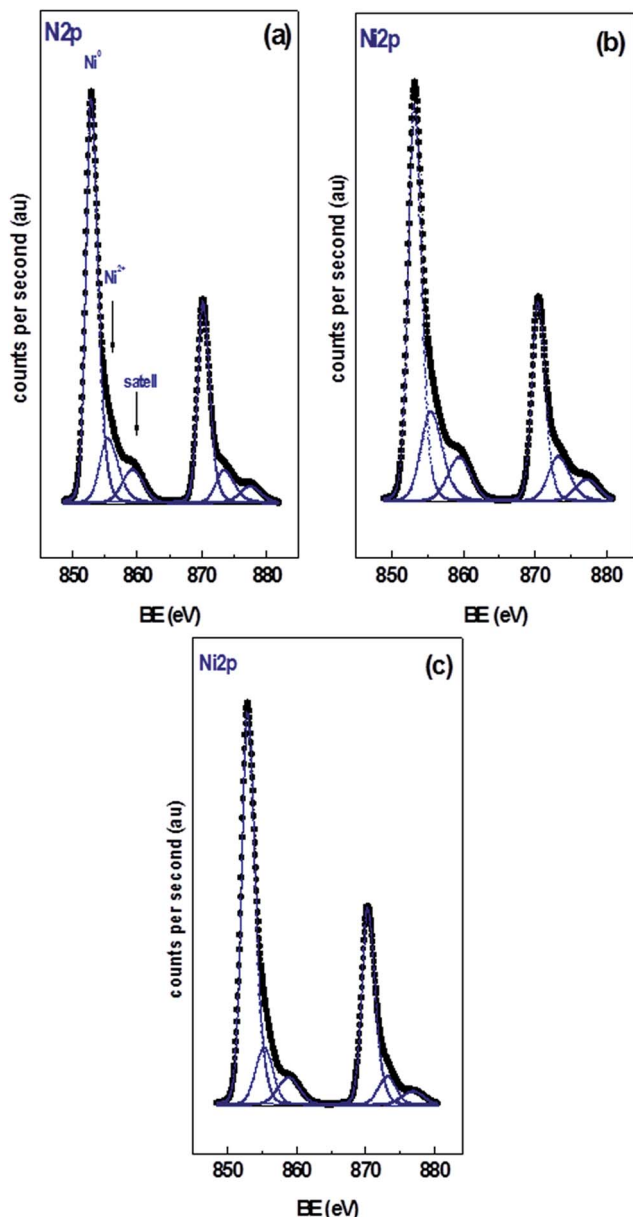 N2p
(a)
Ni⁰
Ni²⁺
satell
counts per second (au)
850 860 870 880
BE (eV)
Ni2p
(b)
counts per second (au)
850 860 870 880
BE (eV)
Ni2p
(c)
counts per second (au)
850 860 870 880
BE (eV)